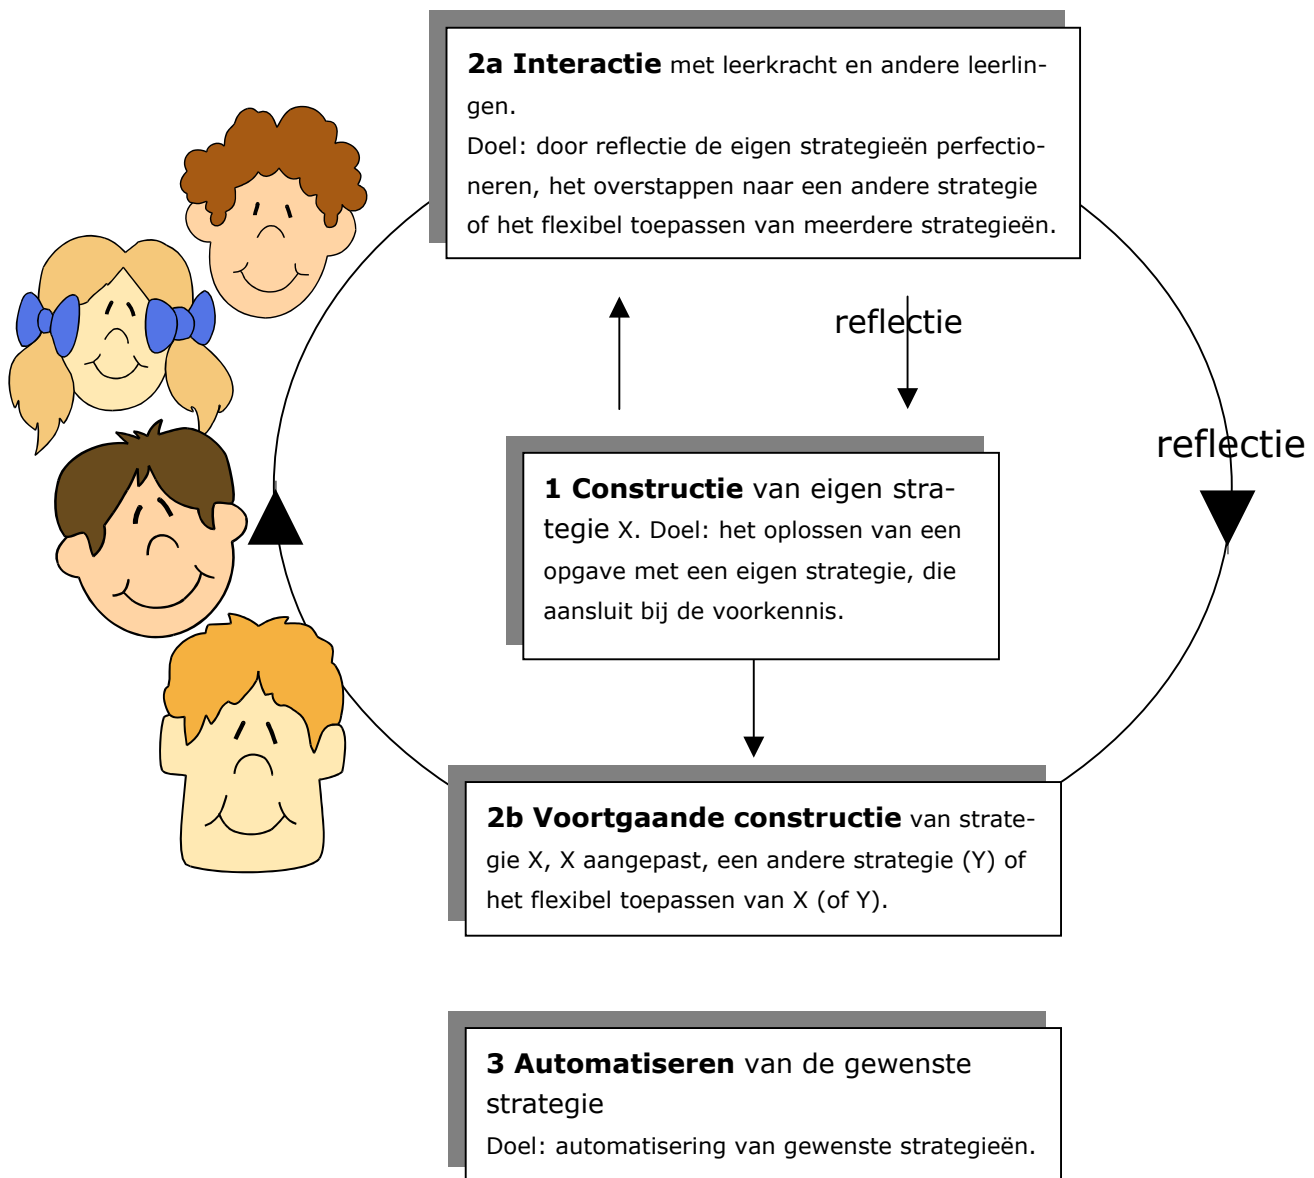 2a Interactie met leerkracht en andere leerlin-
gen.
Doel: door reflectie de eigen strategieën perfectio-
neren, het overstappen naar een andere strategie
of het flexibel toepassen van meerdere strategieën.
reflectie
reflectie
1 Constructie van eigen stra-
tegie X. Doel: het oplossen van een
opgave met een eigen strategie, die
aansluit bij de voorkennis.
2b Voortgaande constructie van strate-
gie X, X aangepast, een andere strategie (Y) of
het flexibel toepassen van X (of Y).
3 Automatiseren van de gewenste
strategie
Doel: automatisering van gewenste strategieën.